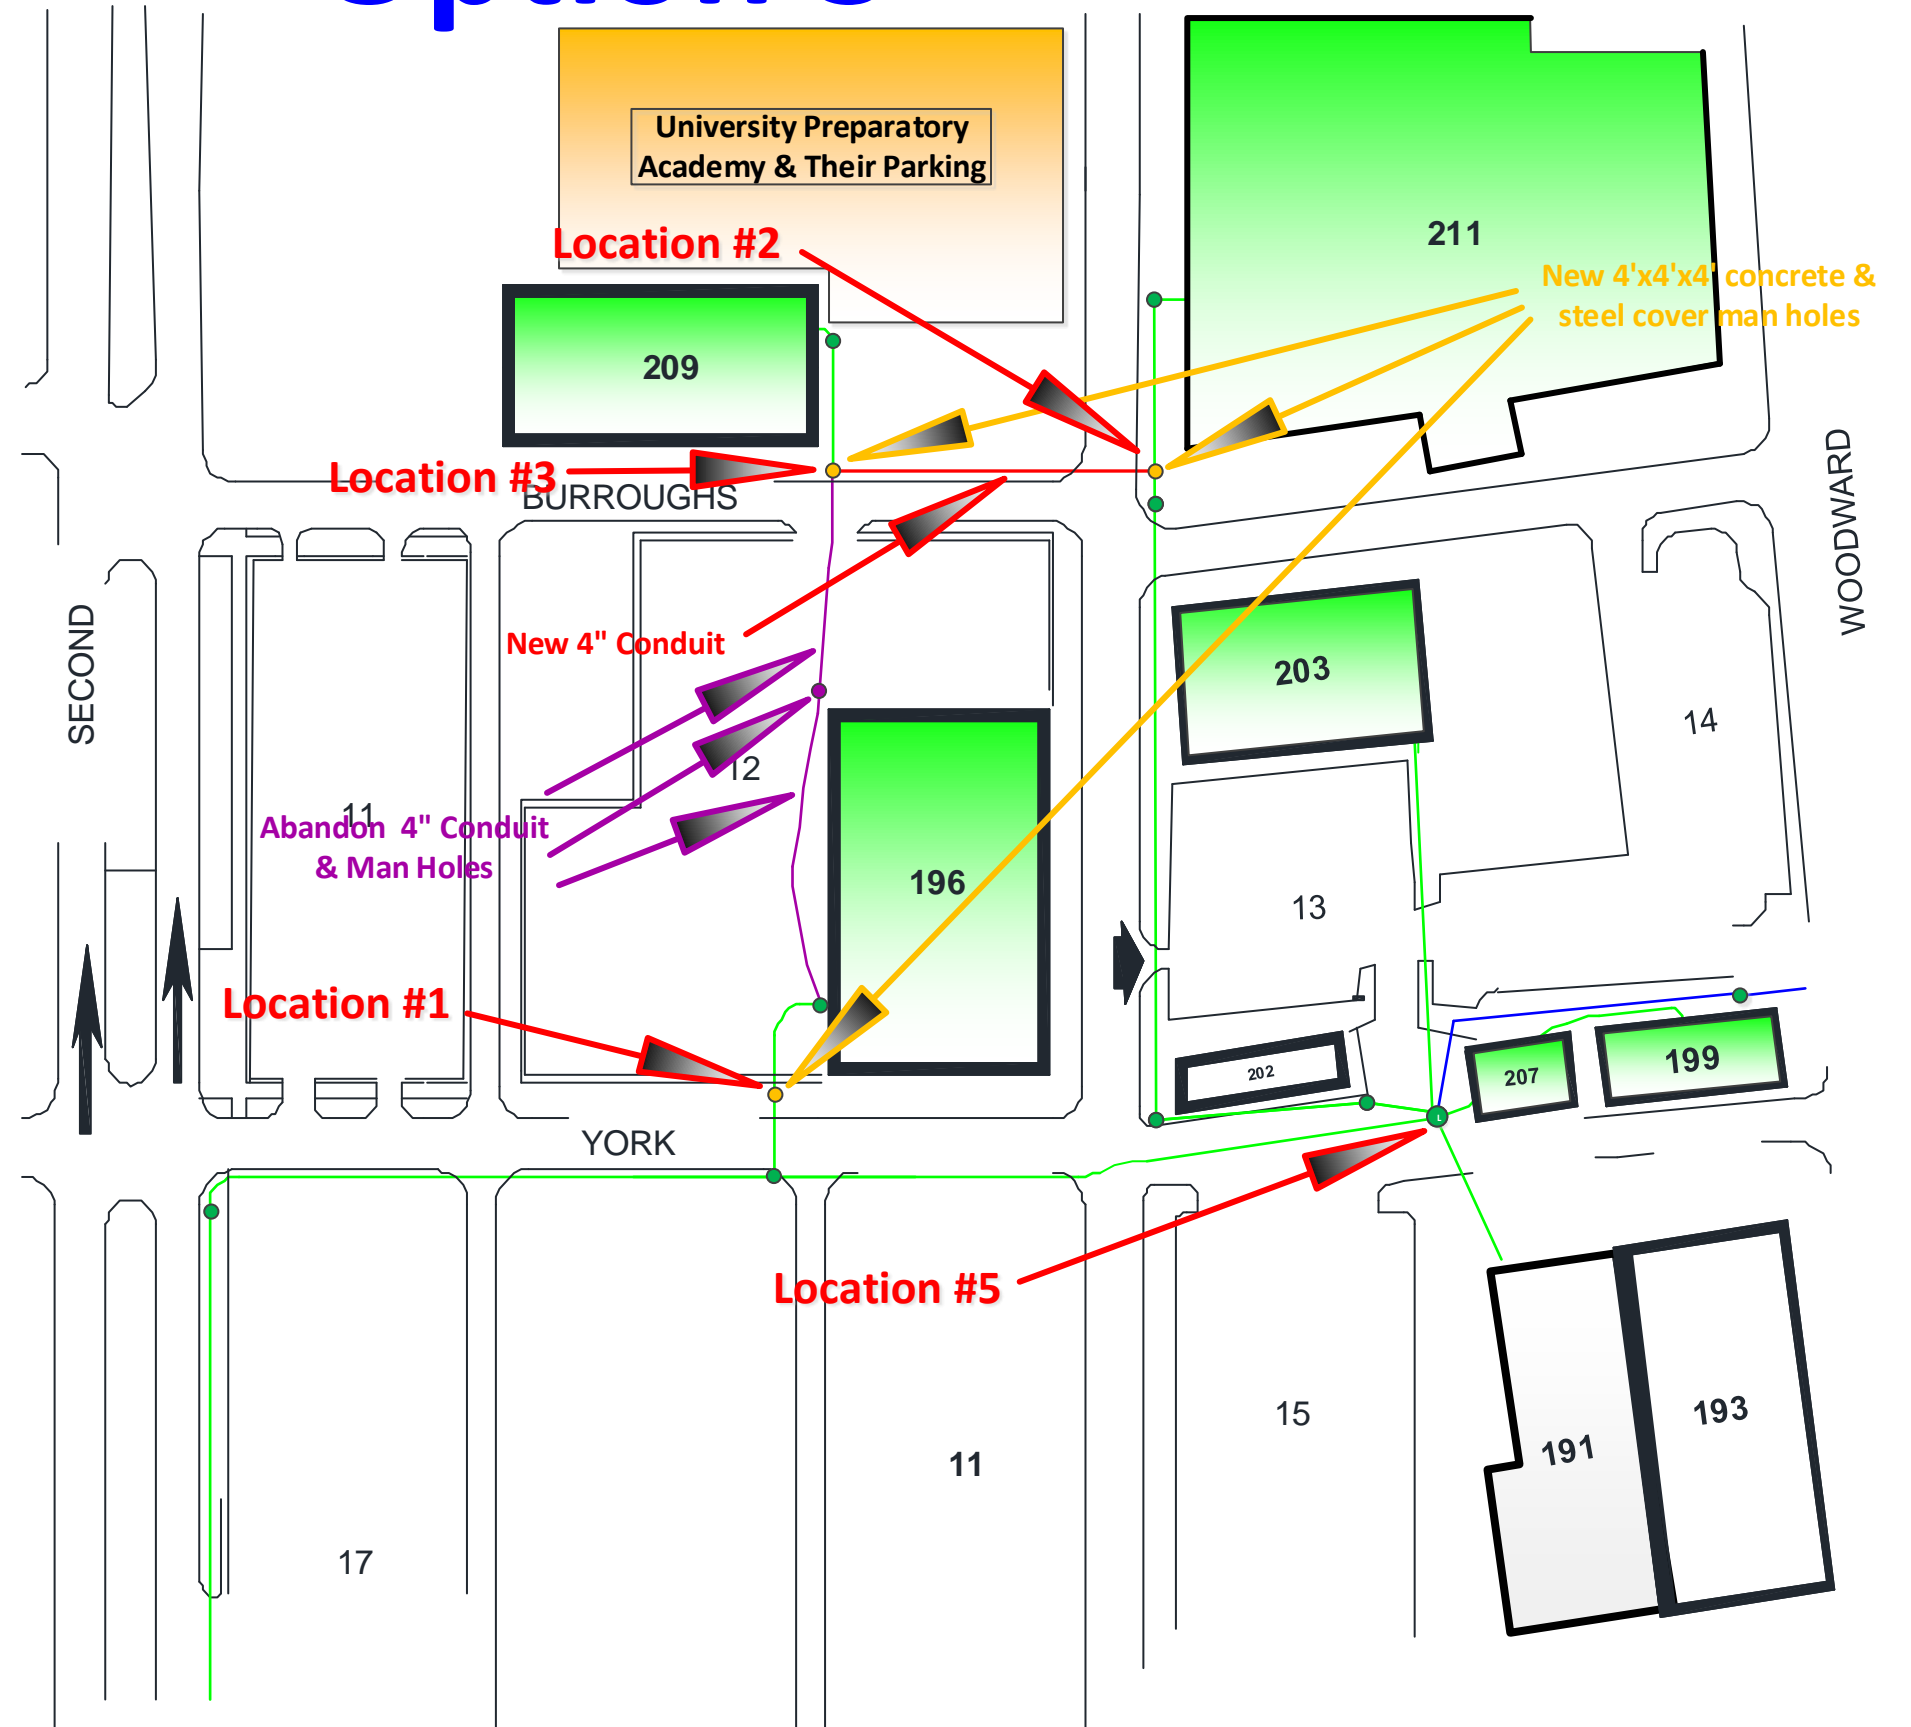 University Preparatory
Academy & Their Parking
Location #2
211
New 4'x4'x4' concrete &
steel cover man holes
209
Location #3
BURROUGHS
WOODWARD
SECOND
New 4" Conduit
203
14
12
11
Abandon 4" Conduit
& Man Holes
196
13
Location #1
202
207
199
L
YORK
Location #5
15
11
191
193
17